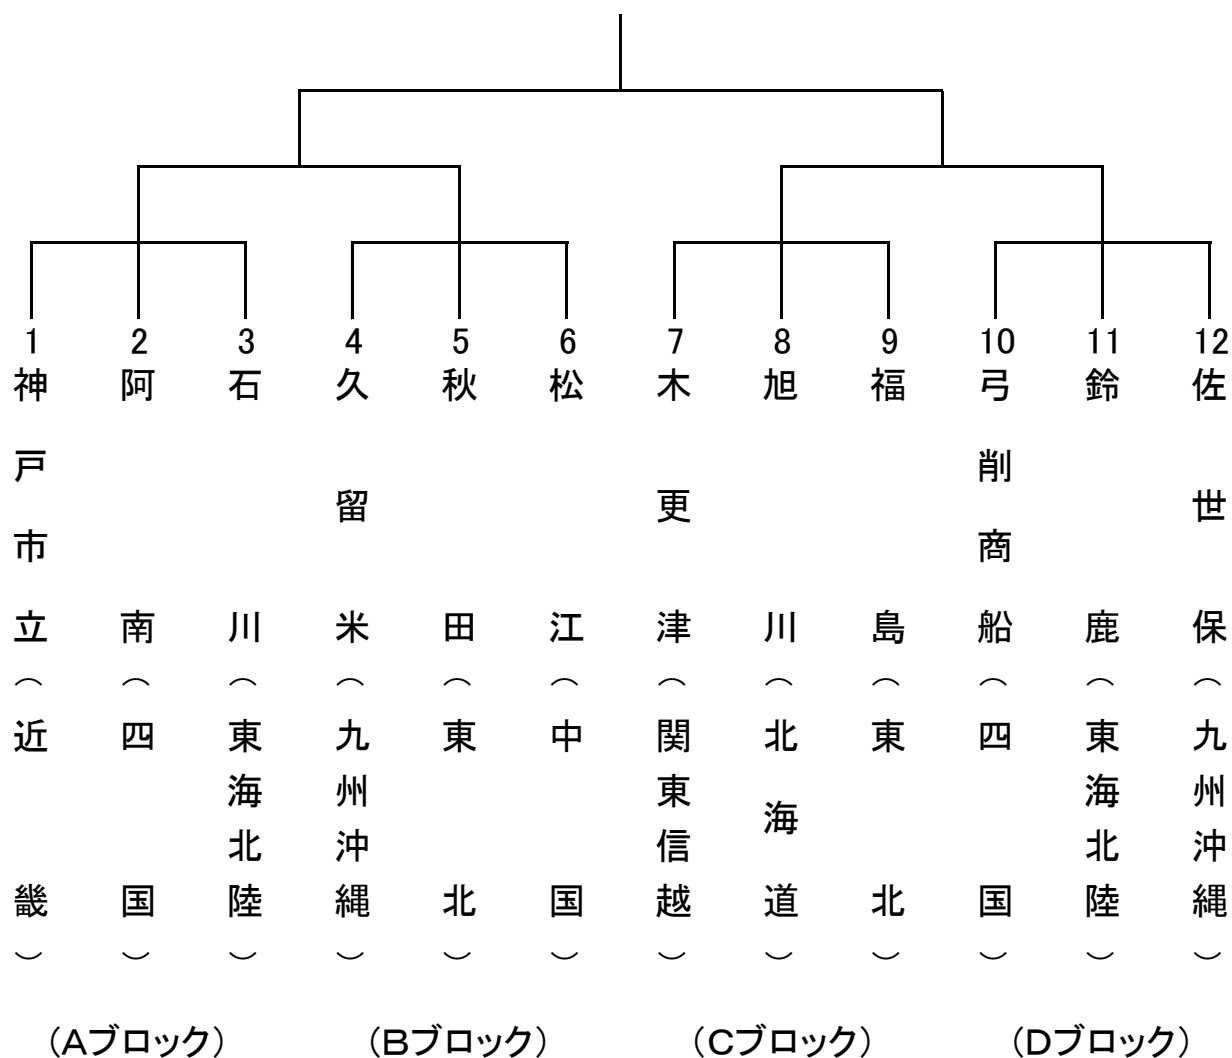 1
神戸市立（近畿）
2
阿南（四国）
3
石川（東海北陸）
4
久留米（九州沖縄）
5
秋田（東北）
6
松江（中国）
7
木更津（関東信越）
8
旭川（北海道）
9
福島（東北）
10
弓削商船（四国）
11
鈴鹿（東海北陸）
12
佐世保（九州沖縄）
（Aブロック）
（Bブロック）
（Cブロック）
（Dブロック）